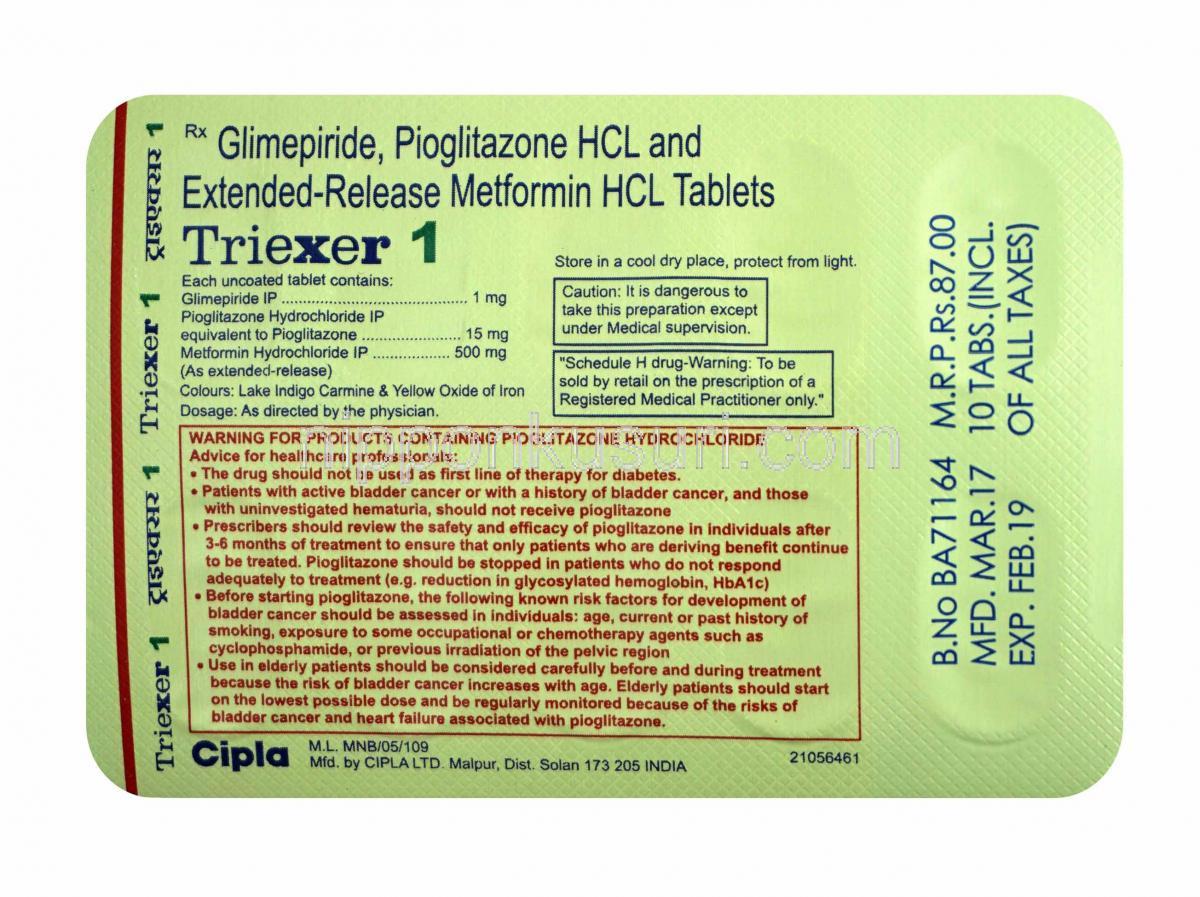 Rx Glimepiride, Pioglitazone HCL and
Extended-Release Metformin HCL Tablets
Triexer 1
Each uncoated tablet contains:
Glimepiride IP ........................................ 1 mg
Pioglitazone Hydrochloride IP
equivalent to Pioglitazone ...................... 15 mg
Metformin Hydrochloride IP ................. 500 mg
(As extended-release)
Colours: Lake Indigo Carmine & Yellow Oxide of Iron
Dosage: As directed by the physician.
Store in a cool dry place, protect from light.
Caution: It is dangerous to
take this preparation except
under Medical supervision.
"Schedule H drug-Warning: To be
sold by retail on the prescription of a
Registered Medical Practitioner only."
WARNING FOR PRODUCTS CONTAINING PIOGLITAZONE HYDROCHLORIDE
Advice for healthcare professionals:
• The drug should not be used as first line of therapy for diabetes.
• Patients with active bladder cancer or with a history of bladder cancer, and those
with uninvestigated hematuria, should not receive pioglitazone
• Prescribers should review the safety and efficacy of pioglitazone in individuals after
3-6 months of treatment to ensure that only patients who are deriving benefit continue
to be treated. Pioglitazone should be stopped in patients who do not respond
adequately to treatment (e.g. reduction in glycosylated hemoglobin, HbA1c)
• Before starting pioglitazone, the following known risk factors for development of
bladder cancer should be assessed in individuals: age, current or past history of
smoking, exposure to some occupational or chemotherapy agents such as
cyclophosphamide, or previous irradiation of the pelvic region
• Use in elderly patients should be considered carefully before and during treatment
because the risk of bladder cancer increases with age. Elderly patients should start
on the lowest possible dose and be regularly monitored because of the risks of
bladder cancer and heart failure associated with pioglitazone.
Cipla
M.L. MNB/05/109
Mfd. by CIPLA LTD. Malpur, Dist. Solan 173 205 INDIA
21056461
Triexer 1 ट्राइएक्सर 1 Triexer 1 ट्राइएक्सर 1
B.No BA71164 M.R.P.Rs.87.00
MFD. MAR.17 10 TABS.(INCL.
EXP. FEB.19 OF ALL TAXES)
nipponkusuri.com